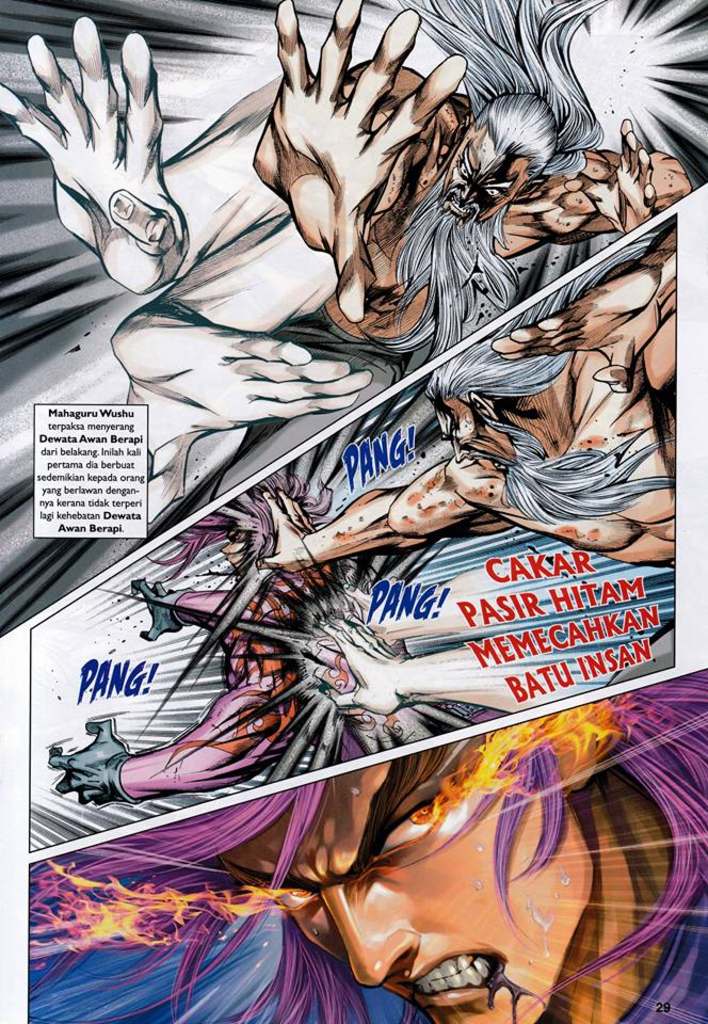 Mahaguru Wushu
terpaksa menyerang
Dewata Awan Berapi
dari belakang. Inilah kali
pertama dia berbuat
sedemikian ke atas orang
yang berlawan dengan-
nya kerana tidak terperi
lagi kehebatan Dewata
Awan Berapi.
PANG!
PANG!
PANG!
CAKAR
PASIR HITAM
MEMECAHKAN
BATU-INSAN
29